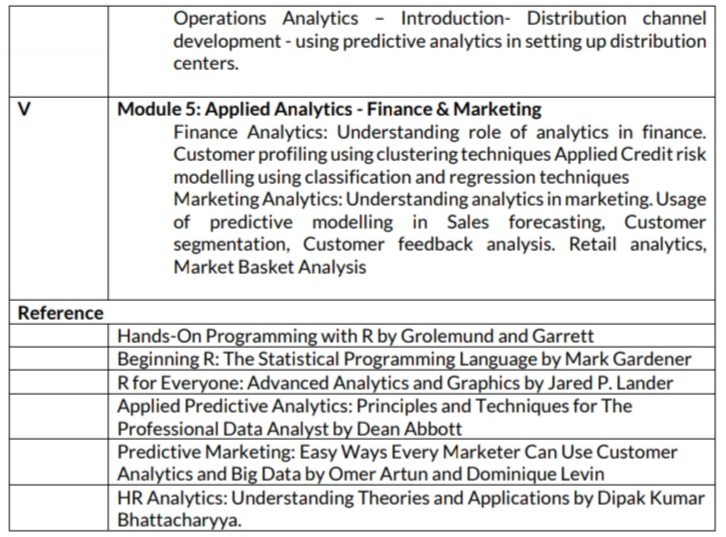 Operations Analytics – Introduction- Distribution channel
development - using predictive analytics in setting up distribution
centers.
V Module 5: Applied Analytics - Finance & Marketing
Finance Analytics: Understanding role of analytics in finance.
Customer profiling using clustering techniques Applied Credit risk
modelling using classification and regression techniques
Marketing Analytics: Understanding analytics in marketing. Usage
of predictive modelling in Sales forecasting, Customer
segmentation, Customer feedback analysis. Retail analytics,
Market Basket Analysis
Reference
Hands-On Programming with R by Grolemund and Garrett
Beginning R: The Statistical Programming Language by Mark Gardener
R for Everyone: Advanced Analytics and Graphics by Jared P. Lander
Applied Predictive Analytics: Principles and Techniques for The
Professional Data Analyst by Dean Abbott
Predictive Marketing: Easy Ways Every Marketer Can Use Customer
Analytics and Big Data by Omer Artun and Dominique Levin
HR Analytics: Understanding Theories and Applications by Dipak Kumar
Bhattacharyya.